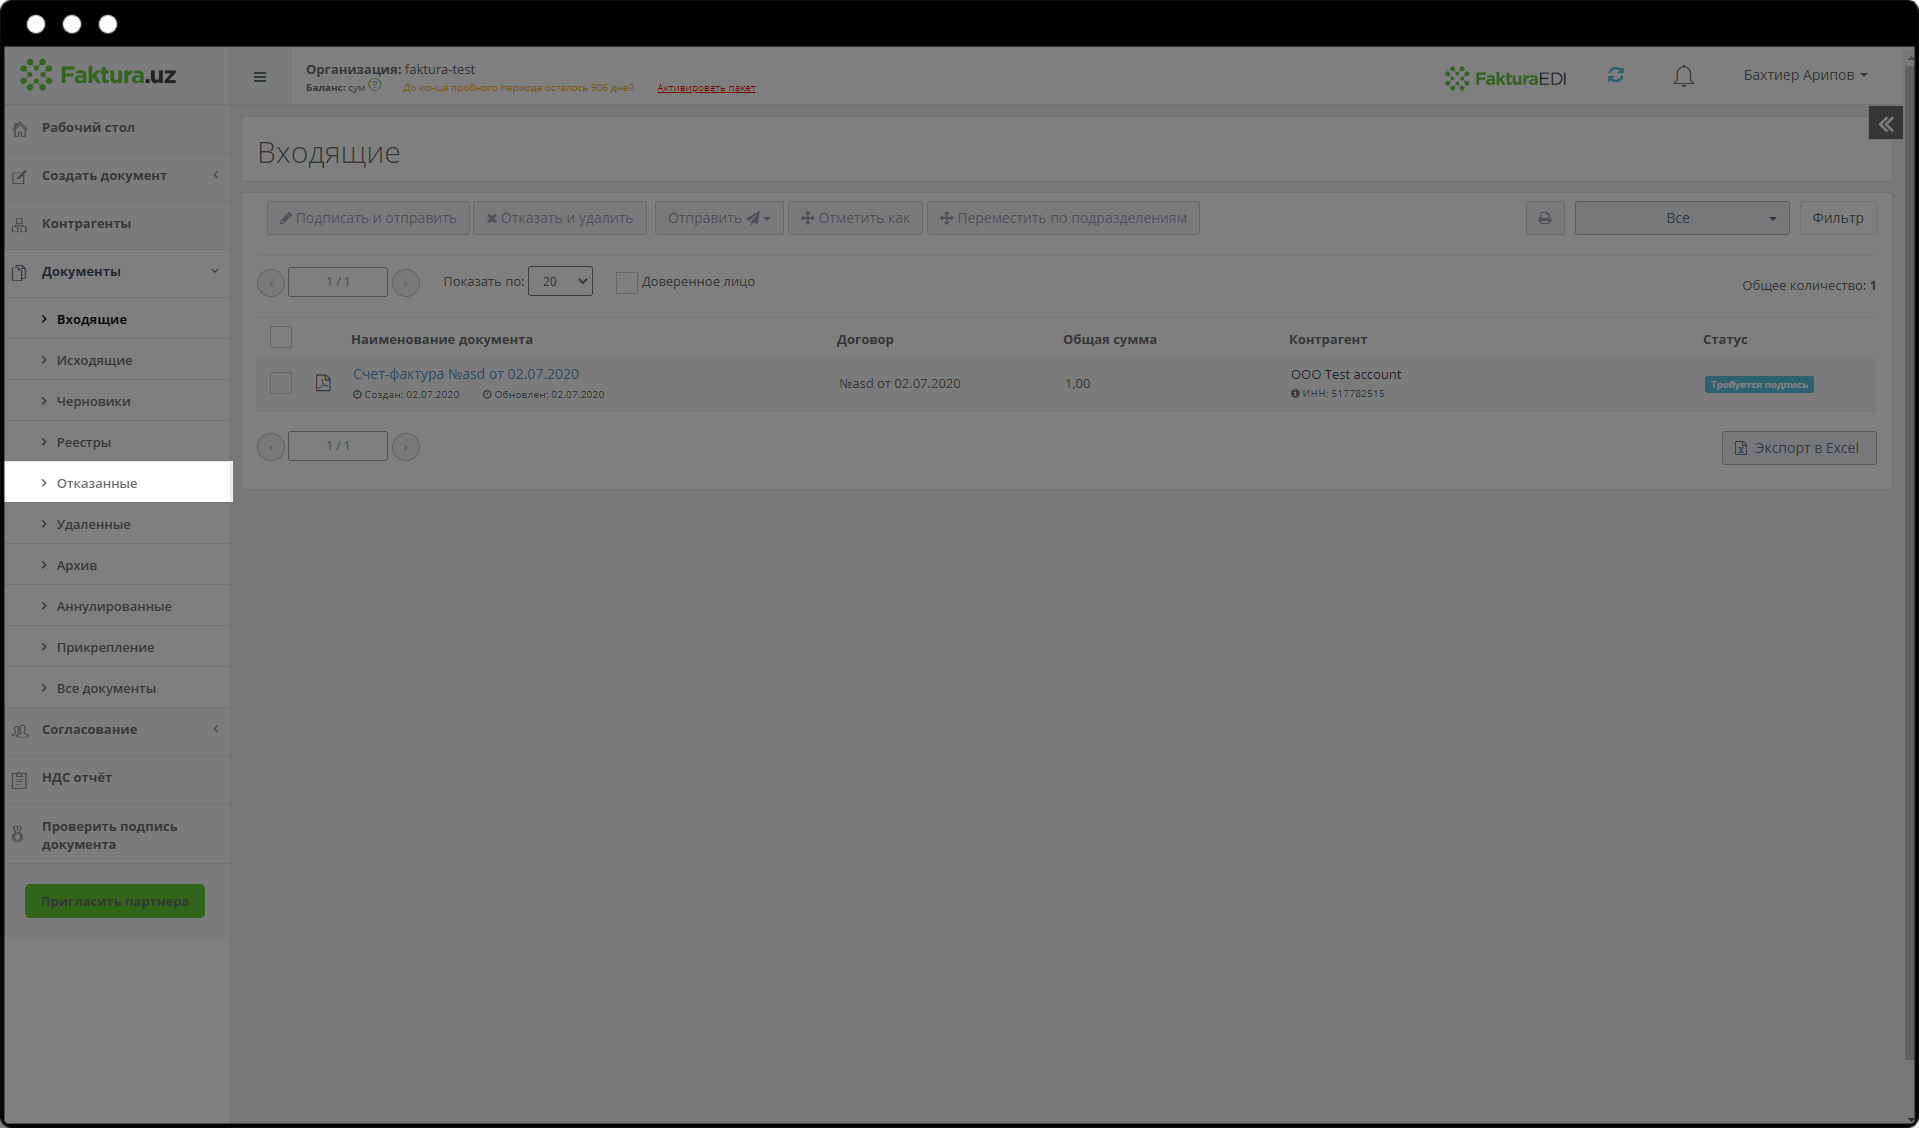 Faktura.uz
Организация: faktura-test
Баланс: сум ? До конца пробного периода осталось 906 дней Активировать пакет
FakturaEDI
Бахтиер Арипов
Рабочий стол
Создать документ
Контрагенты
Документы
Входящие
Исходящие
Черновики
Реестры
Отказанные
Удаленные
Архив
Аннулированные
Прикрепление
Все документы
Согласование
НДС отчёт
Проверить подпись
документа
Пригласить партнера
Входящие
Подписать и отправить Отказать и удалить Отправить Отметить как Переместить по подразделениям Все Фильтр
1 / 1 Показать по: 20 Доверенное лицо Общее количество: 1
Наименование документа Договор Общая сумма Контрагент Статус
Счет-фактура №asd от 02.07.2020 №asd от 02.07.2020 1,00 ООО Test account Требуется подпись
Создан: 02.07.2020 Обновлен: 02.07.2020 ИНН: 517782515
1 / 1 Экспорт в Excel